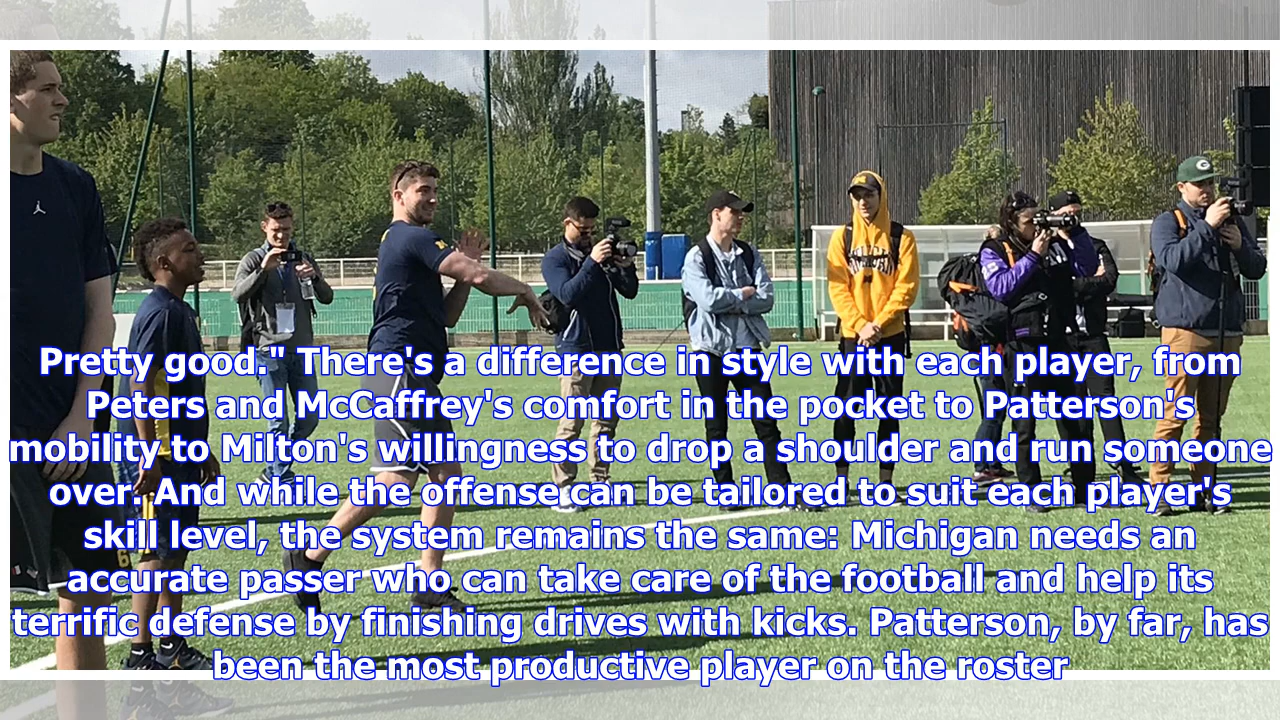 Pretty good." There's a difference in style with each player, from
Peters and McCaffrey's comfort in the pocket to Patterson's
mobility to Milton's willingness to drop a shoulder and run someone
over. And while the offense can be tailored to suit each player's
skill level, the system remains the same: Michigan needs an
accurate passer who can take care of the football and help its
terrific defense by finishing drives with kicks. Patterson, by far, has
been the most productive player on the roster